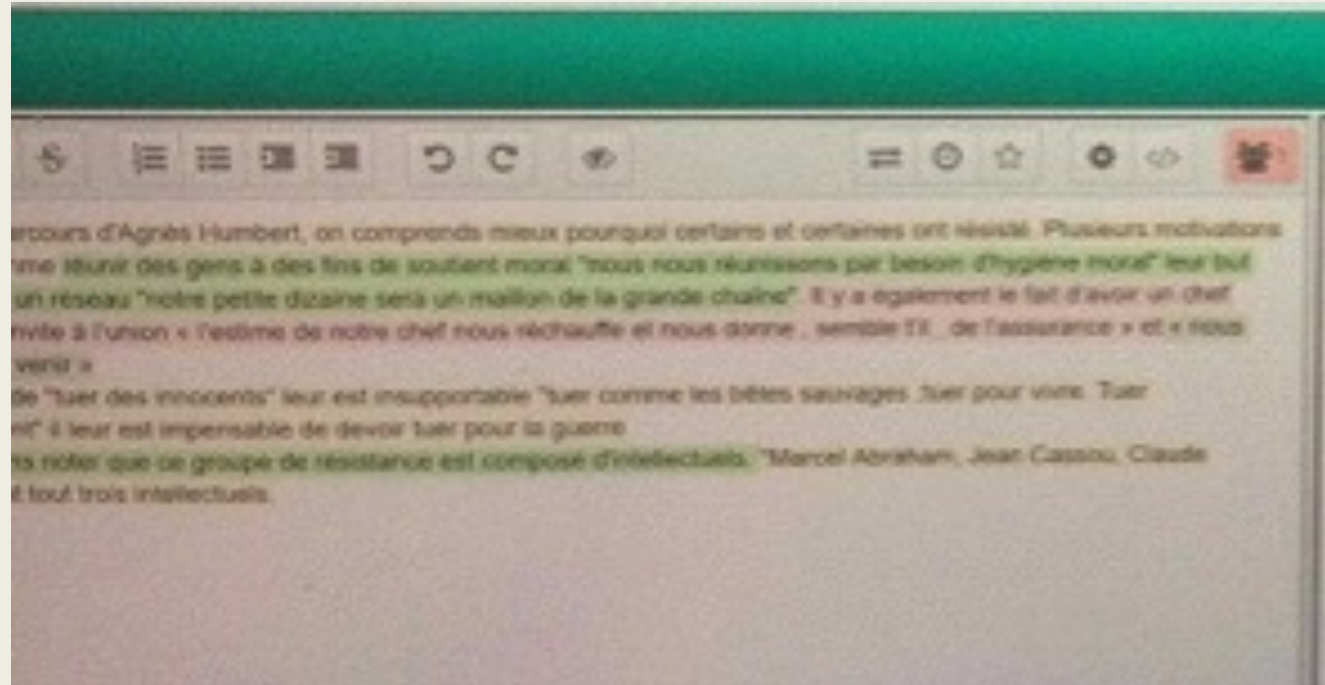 arcours d'Agnès Humbert, on comprends mieux pourquoi certains et certaines ont résisté. Plusieurs motivations
mme réunir des gens à des fins de soutient moral "nous nous réunissons par besoin d'hygiène moral" leur but
un réseau "notre petite dizaine sera un maillon de la grande chaîne". Il y a également le fait d'avoir un chef
nvite à l'union « l'estime de notre chef nous réchauffe et nous donne , semble t'il , de l'assurance » et « nous
venir »
de "tuer des innocents" leur est insupportable "tuer comme les bêtes sauvages ,tuer pour vivre. Tuer
nt" il leur est impensable de devoir tuer pour la guerre
ns noter que ce groupe de résistance est composé d'intellectuels. "Marcel Abraham, Jean Cassou, Claude
t tout trois intellectuels.